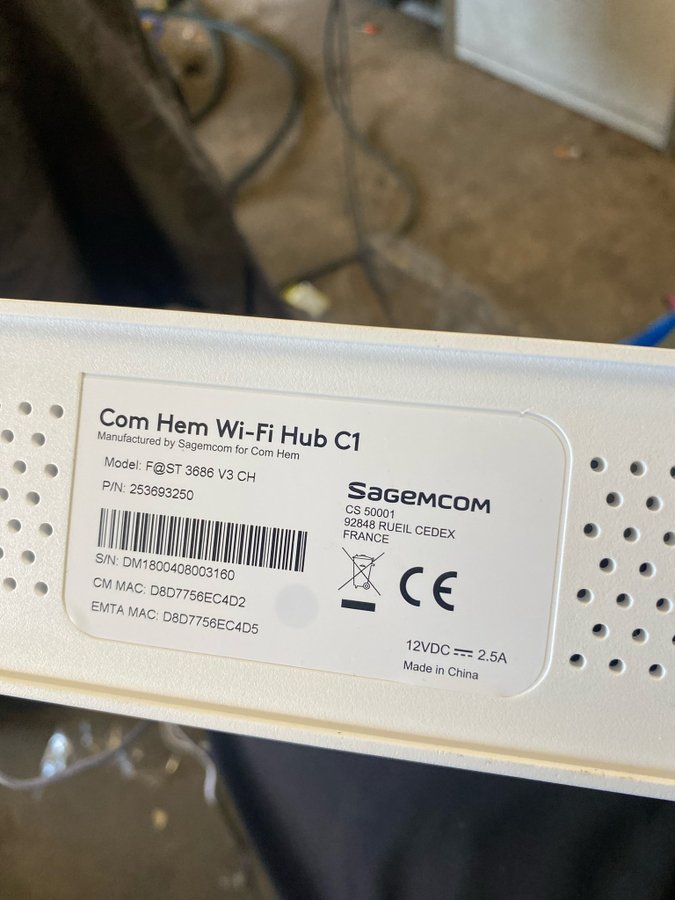 Com Hem Wi-Fi Hub C1
Manufactured by Sagemcom for Com Hem
Model: F@ST 3686 V3 CH
P/N: 253693250
S/N: DM1800408003160
CM MAC: D8D7756EC4D2
EMTA MAC: D8D7756EC4D5
SAGEMCOM
CS 50001
92848 RUEIL CEDEX
FRANCE
CE
12VDC ⎓ 2.5A
Made in China